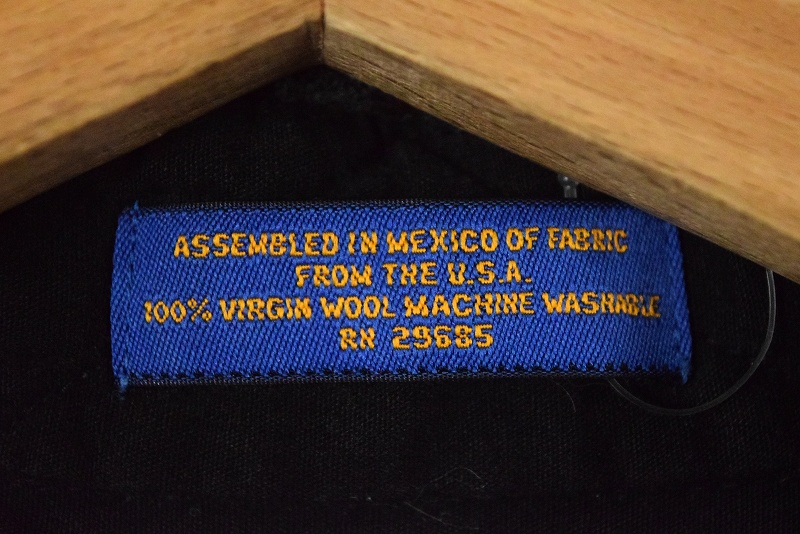 ASSEMBLED IN MEXICO OF FABRIC
FROM THE U.S.A.
100% VIRGIN WOOL MACHINE WASHABLE
RN 29685